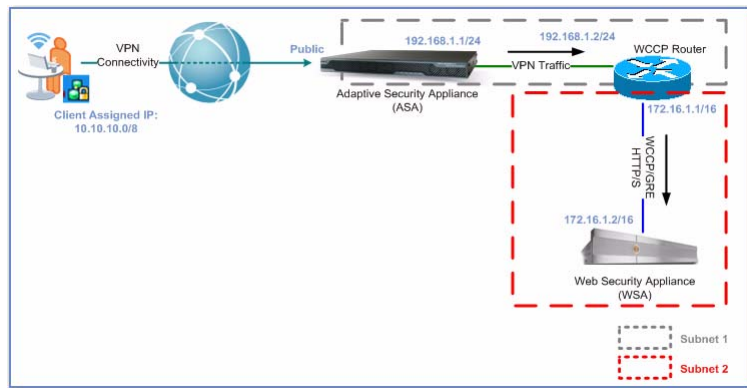 VPN
Connectivity
Client Assigned IP:
10.10.10.0/8
Public
192.168.1.1/24
192.168.1.2/24
WCCP Router
VPN Traffic
Adaptive Security Appliance
(ASA)
172.16.1.1/16
WCCP/GRE
HTTP/S
172.16.1.2/16
Web Security Appliance
(WSA)
Subnet 1
Subnet 2